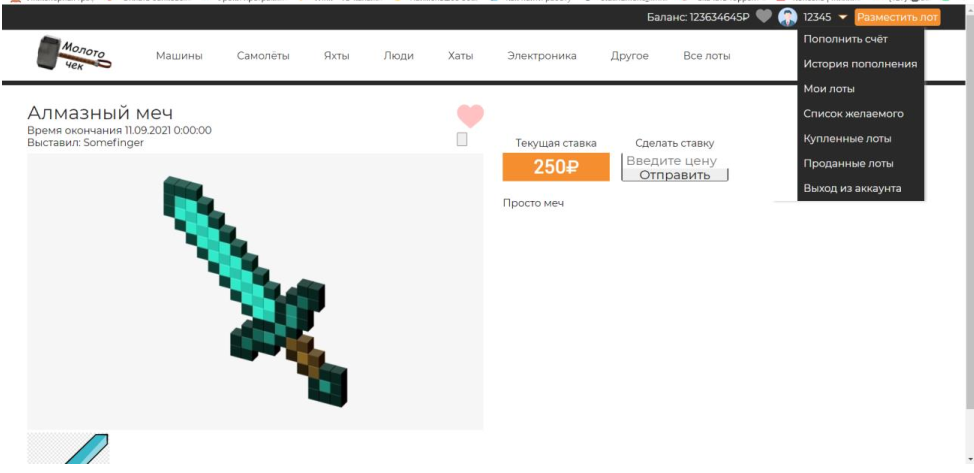 Баланс: 123634645₽ 12345 Разместить лот
Молото
чек
Машины Самолёты Яхты Люди Хаты Электроника Другое Все лоты
Пополнить счёт
История пополнения
Мои лоты
Список желаемого
Купленные лоты
Проданные лоты
Выход из аккаунта
Алмазный меч
Время окончания 11.09.2021 0:00:00
Выставил: Somefinger
Текущая ставка Сделать ставку
250₽ Введите цену
Отправить
Просто меч